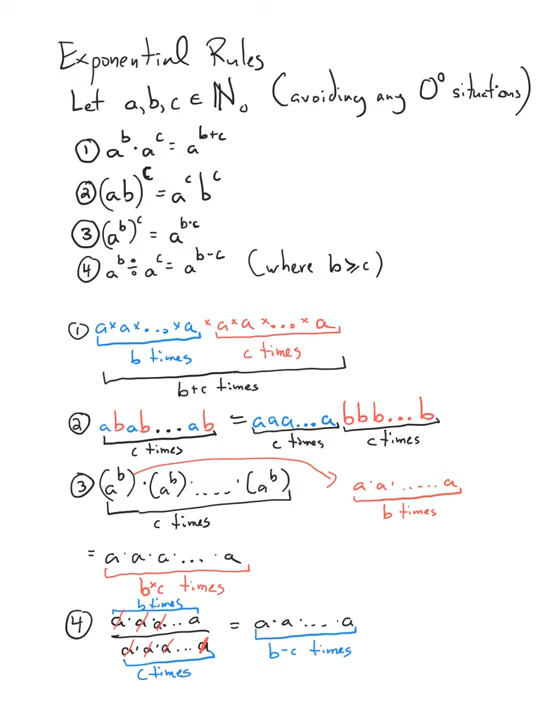 Exponential Rules
Let a, b, c ∈ ℕ₀ (avoiding any 0⁰ situations)
① a^b · a^c = a^(b+c)
② (ab)^c = a^c b^c
③ (a^b)^c = a^(b·c)
④ a^b ÷ a^c = a^(b-c) (where b ≥ c)
① a × a × ... × a × a × a × ... × a
b times c times
b+c times
② abab...ab = aaa...a bbb...b
c times c times c times
③ (a^b) · (a^b) · ..... · (a^b) a · a · ...... a
c times b times
= a · a · a · ... · a
b × c times
b times
④ a · a · a ... a / a · a · a ... a = a · a · ... · a
c times b-c times